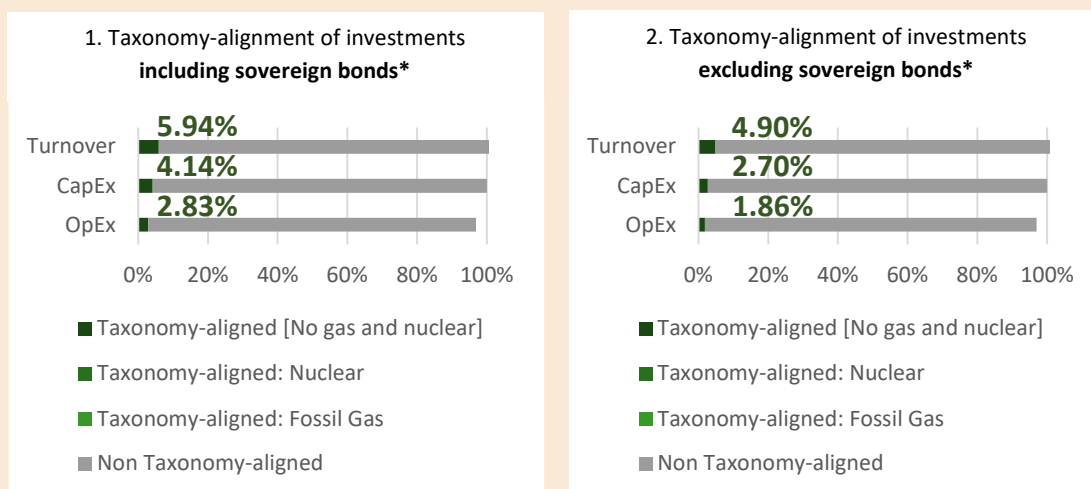 1. Taxonomy-alignment of investments
including sovereign bonds*
Turnover
5.94%
CapEx
4.14%
OpEx
2.83%
0% 20% 40% 60% 80% 100%
Taxonomy-aligned [No gas and nuclear]
Taxonomy-aligned: Nuclear
Taxonomy-aligned: Fossil Gas
Non Taxonomy-aligned
2. Taxonomy-alignment of investments
excluding sovereign bonds*
Turnover
4.90%
CapEx
2.70%
OpEx
1.86%
0% 20% 40% 60% 80% 100%
Taxonomy-aligned [No gas and nuclear]
Taxonomy-aligned: Nuclear
Taxonomy-aligned: Fossil Gas
Non Taxonomy-aligned